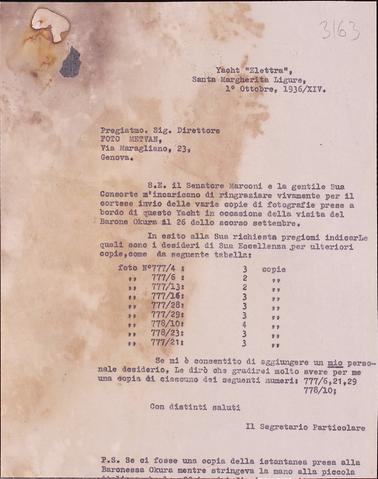 3163
Yacht "Elettra",
Santa Margherita Ligure,
1° Ottobre, 1936/XIV.
Pregiatmo. Sig. Direttore
FOTO METVAN,
Via Maragliano, 23,
Genova.
S.E. il Senatore Marconi e la gentile Sua
Consorte m'incaricano di ringraziare vivamente per il
cortese invio delle varie copie di fotografie prese a
bordo di questo Yacht in occasione della visita del
Barone Okura il 26 dello scorso settembre.
In esito alla Sua richiesta pregiomi indicarLe
quali sono i desideri di Sua Eccellenza per ulteriori
copie, come da seguente tabella:
foto N°777/4 : 3 copie
,, 777/6 : 2 ,,
,, 777/13: 2 ,,
,, 777/16: 3 ,,
,, 777/28: 3 ,,
,, 777/29: 3 ,,
,, 778/10: 4 ,,
,, 778/23: 3 ,,
,, 777/21: 3 ,,
Se mi è consentito di aggiungere un mio perso-
nale desiderio, Le dirò che gradirei molto avere per me
una copia di ciascuno dei seguenti numeri: 777/6,21,29
778/10;
Con distinti saluti
Il Segretario Particolare
P.S. Se ci fosse una copia della istantanea presa alla
Baronessa Okura mentre stringeva la mano alla piccola